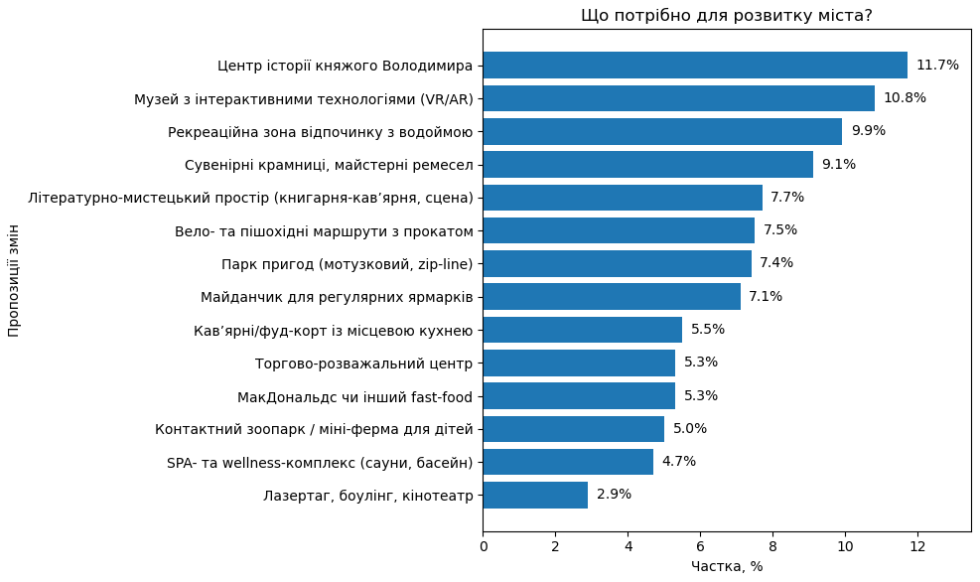 Що потрібно для розвитку міста?
Пропозиції змін
Центр історії княжого Володимира 11.7%
Музей з інтерактивними технологіями (VR/AR) 10.8%
Рекреаційна зона відпочинку з водоймою 9.9%
Сувенірні крамниці, майстерні ремесел 9.1%
Літературно-мистецький простір (книгарня-кав’ярня, сцена) 7.7%
Вело- та пішохідні маршрути з прокатом 7.5%
Парк пригод (мотузковий, zip-line) 7.4%
Майданчик для регулярних ярмарків 7.1%
Кав’ярні/фуд-корт із місцевою кухнею 5.5%
Торгово-розважальний центр 5.3%
МакДональдс чи інший fast-food 5.3%
Контактний зоопарк / міні-ферма для дітей 5.0%
SPA- та wellness-комплекс (сауни, басейн) 4.7%
Лазертаг, боулінг, кінотеатр 2.9%
0 2 4 6 8 10 12
Частка, %